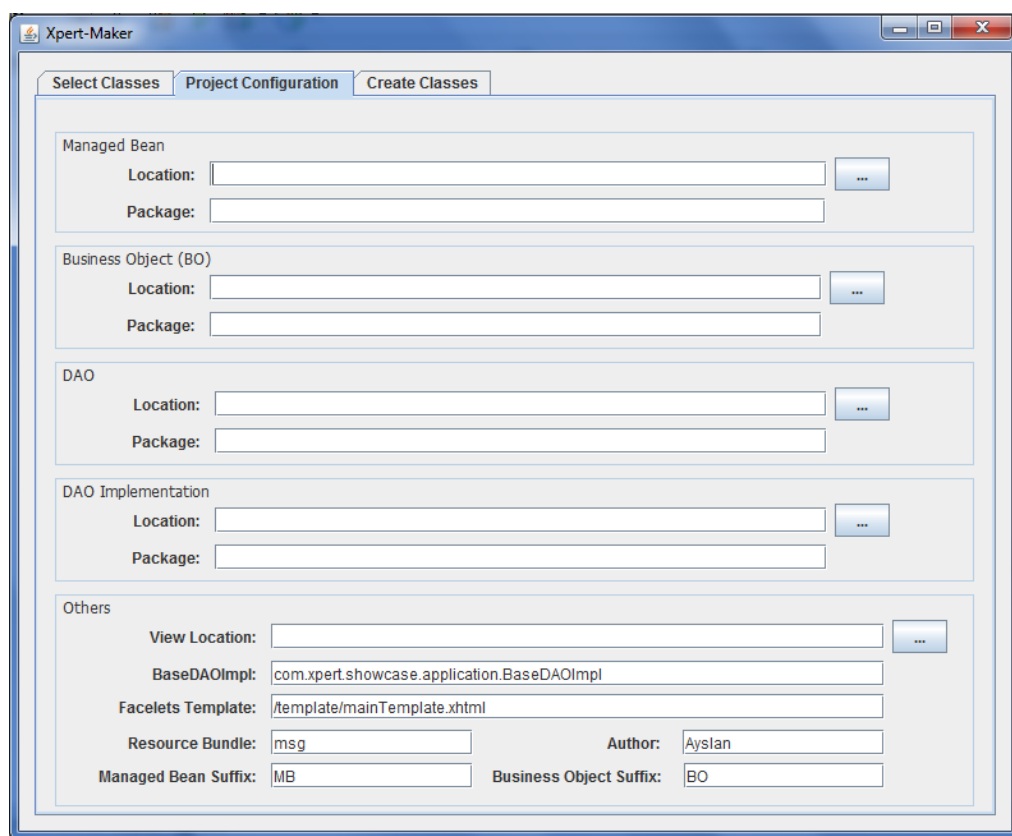 Xpert-Maker
Select Classes Project Configuration Create Classes
Managed Bean
Location: ...
Package:
Business Object (BO)
Location: ...
Package:
DAO
Location: ...
Package:
DAO Implementation
Location: ...
Package:
Others
View Location: ...
BaseDAOImpl: com.xpert.showcase.application.BaseDAOImpl
Facelets Template: /template/mainTemplate.xhtml
Resource Bundle: msg Author: Ayslan
Managed Bean Suffix: MB Business Object Suffix: BO